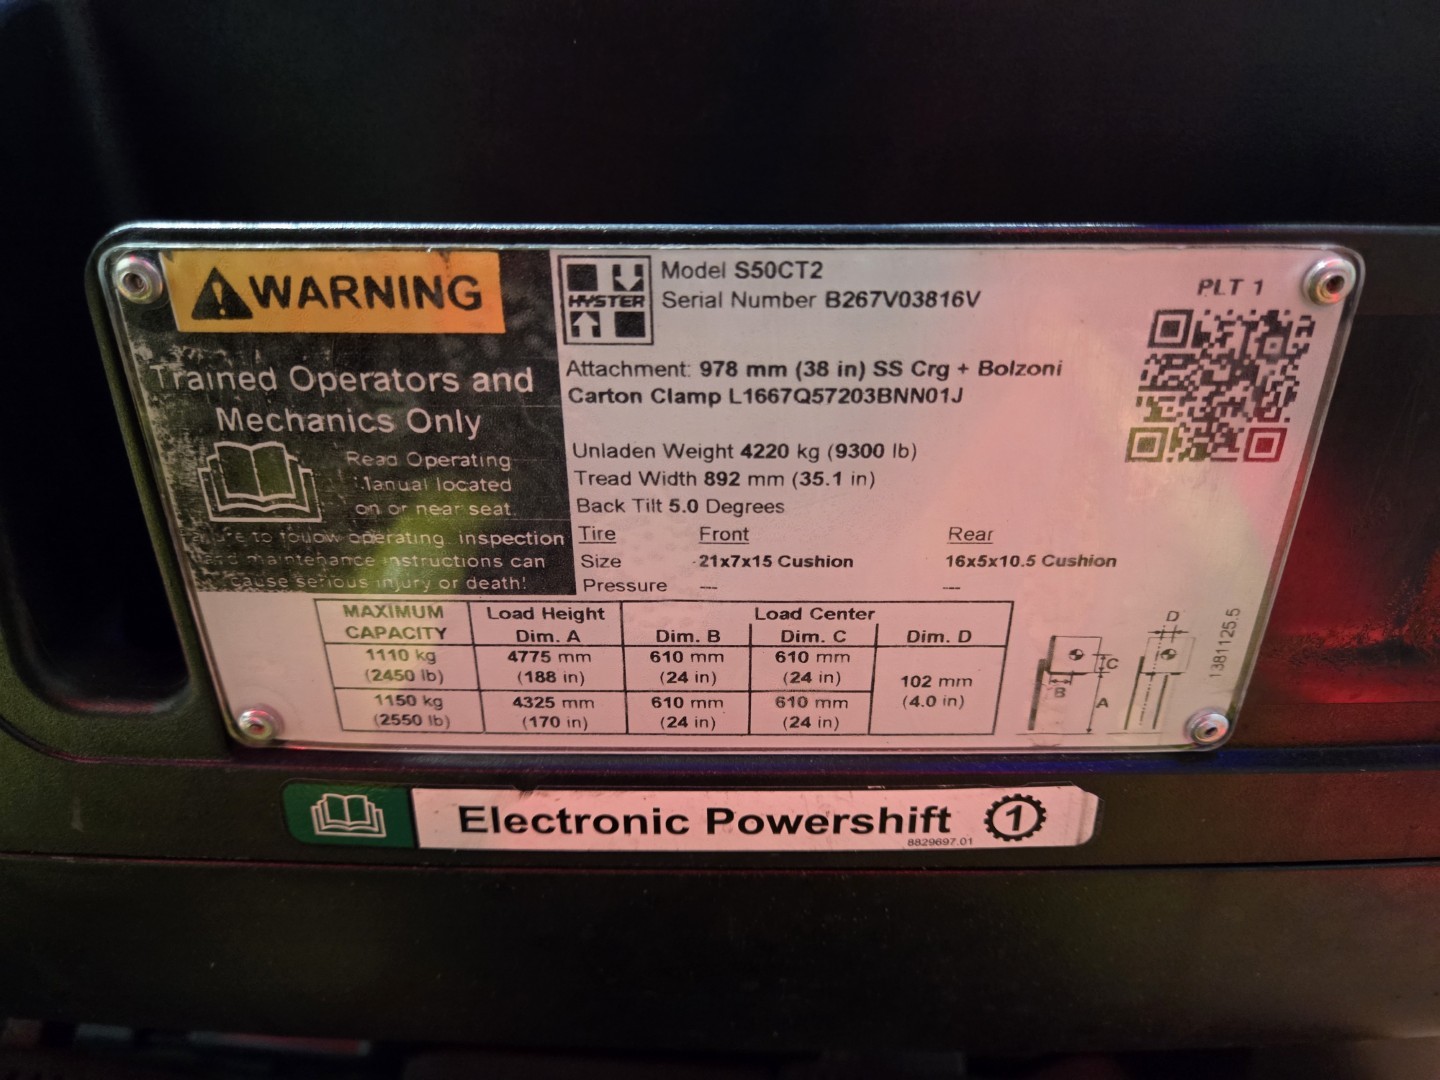 WARNING
Trained Operators and
Mechanics Only
Read Operating
Manual located
on or near seat.
to follow operating, inspection
and maintenance instructions can
cause serious injury or death!
HYSTER
Model S50CT2
Serial Number B267V03816V
PLT 1
Attachment: 978 mm (38 in) SS Crg + Bolzoni
Carton Clamp L1667Q57203BNN01J
Unladen Weight 4220 kg (9300 lb)
Tread Width 892 mm (35.1 in)
Back Tilt 5.0 Degrees
Tire Front Rear
Size 21x7x15 Cushion 16x5x10.5 Cushion
Pressure --- ---
MAXIMUM CAPACITY Load Height Load Center
Dim. A Dim. B Dim. C Dim. D
1110 kg 4775 mm 610 mm 610 mm
(2450 lb) (188 in) (24 in) (24 in)
102 mm
(4.0 in)
1150 kg 4325 mm 610 mm 610 mm
(2550 lb) (170 in) (24 in) (24 in)
D
C
B
A
1381125.5
Electronic Powershift 1
8829697.01